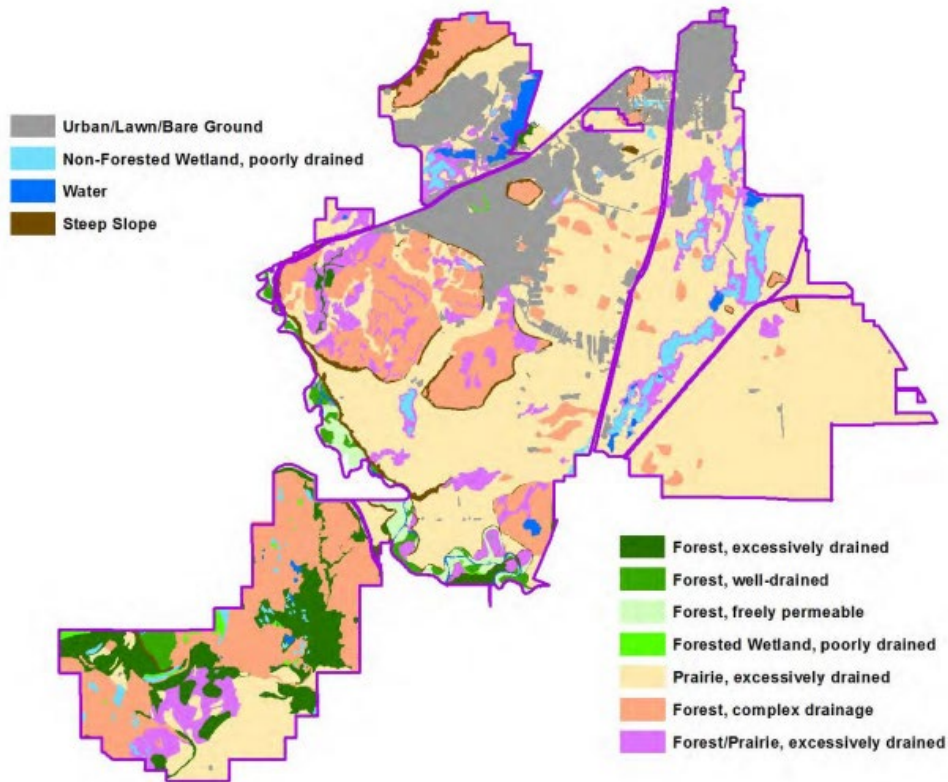 Urban/Lawn/Bare Ground
Non-Forested Wetland, poorly drained
Water
Steep Slope
Forest, excessively drained
Forest, well-drained
Forest, freely permeable
Forested Wetland, poorly drained
Prairie, excessively drained
Forest, complex drainage
Forest/Prairie, excessively drained